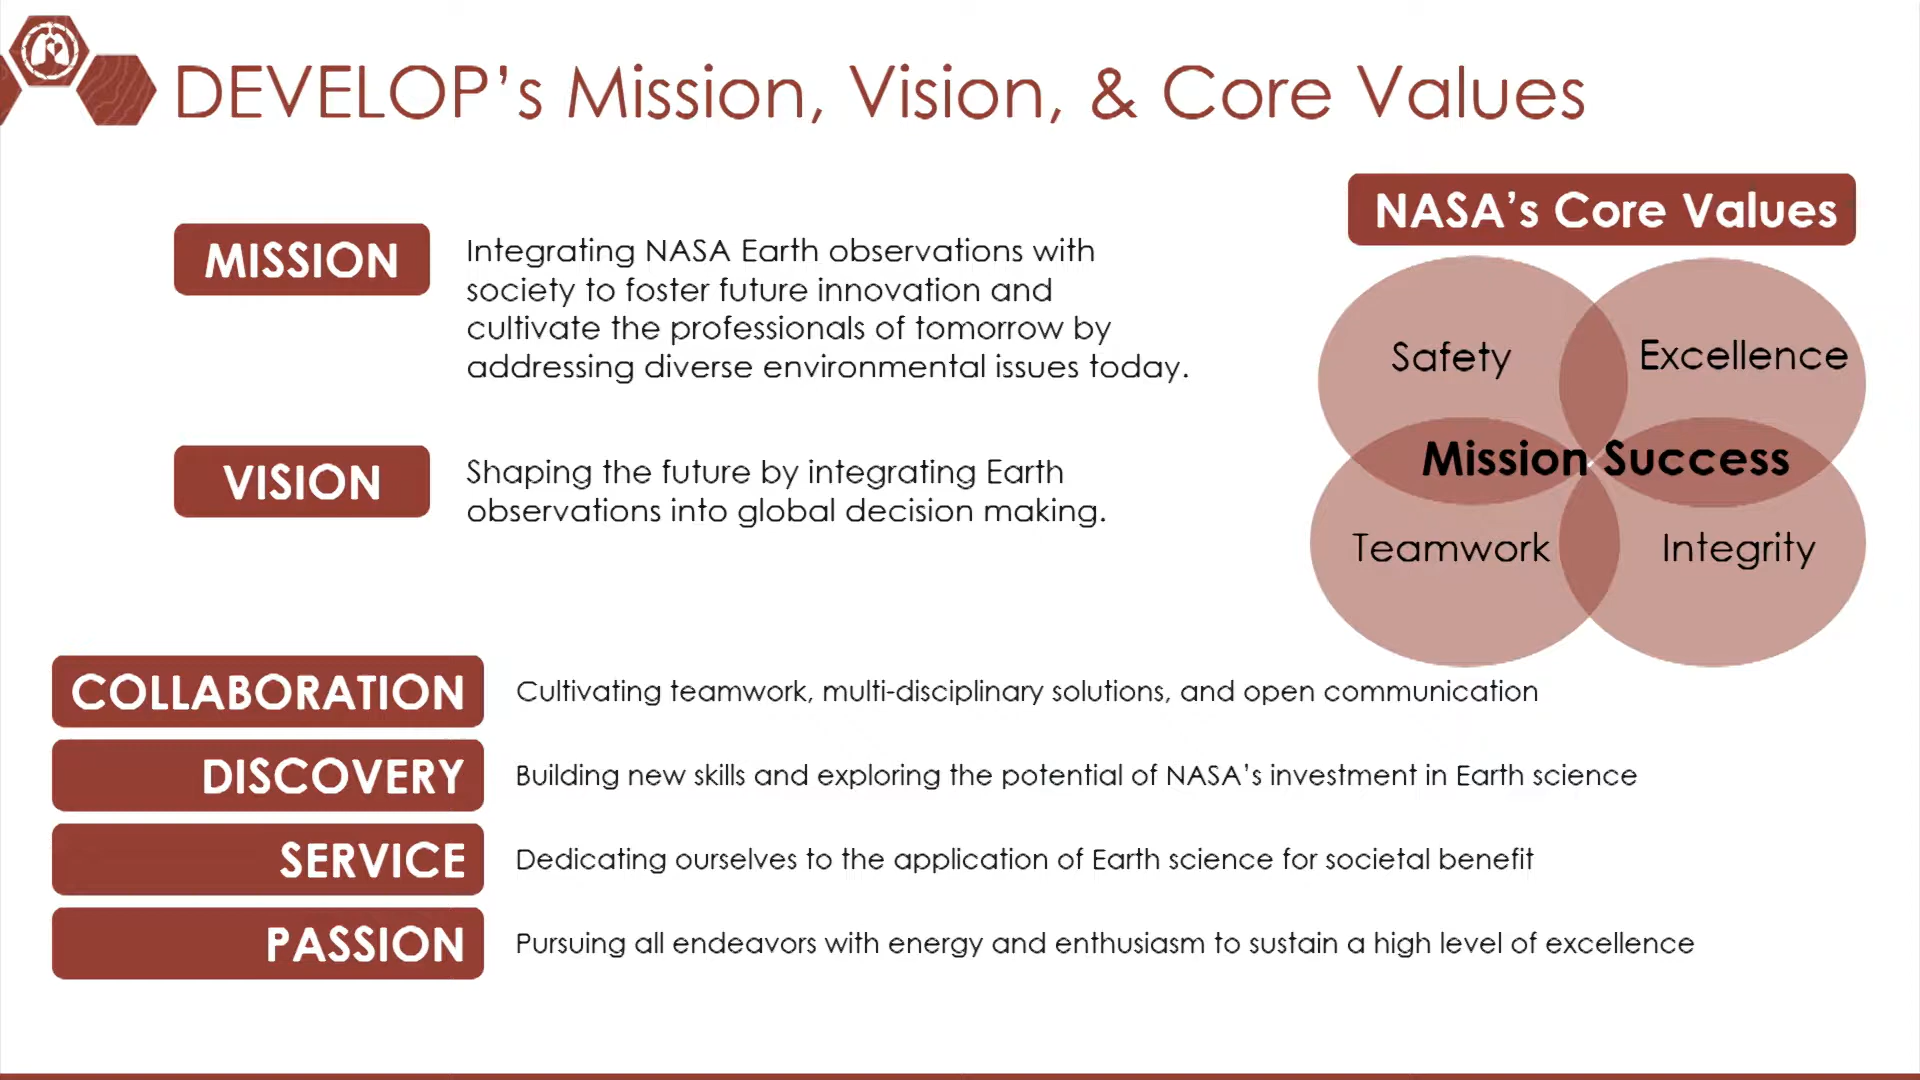 DEVELOP's Mission, Vision, & Core Values
MISSION
Integrating NASA Earth observations with
society to foster future innovation and
cultivate the professionals of tomorrow by
addressing diverse environmental issues today.
VISION
Shaping the future by integrating Earth
observations into global decision making.
NASA's Core Values
Safety
Excellence
Mission Success
Teamwork
Integrity
COLLABORATION
Cultivating teamwork, multi-disciplinary solutions, and open communication
DISCOVERY
Building new skills and exploring the potential of NASA's investment in Earth science
SERVICE
Dedicating ourselves to the application of Earth science for societal benefit
PASSION
Pursuing all endeavors with energy and enthusiasm to sustain a high level of excellence